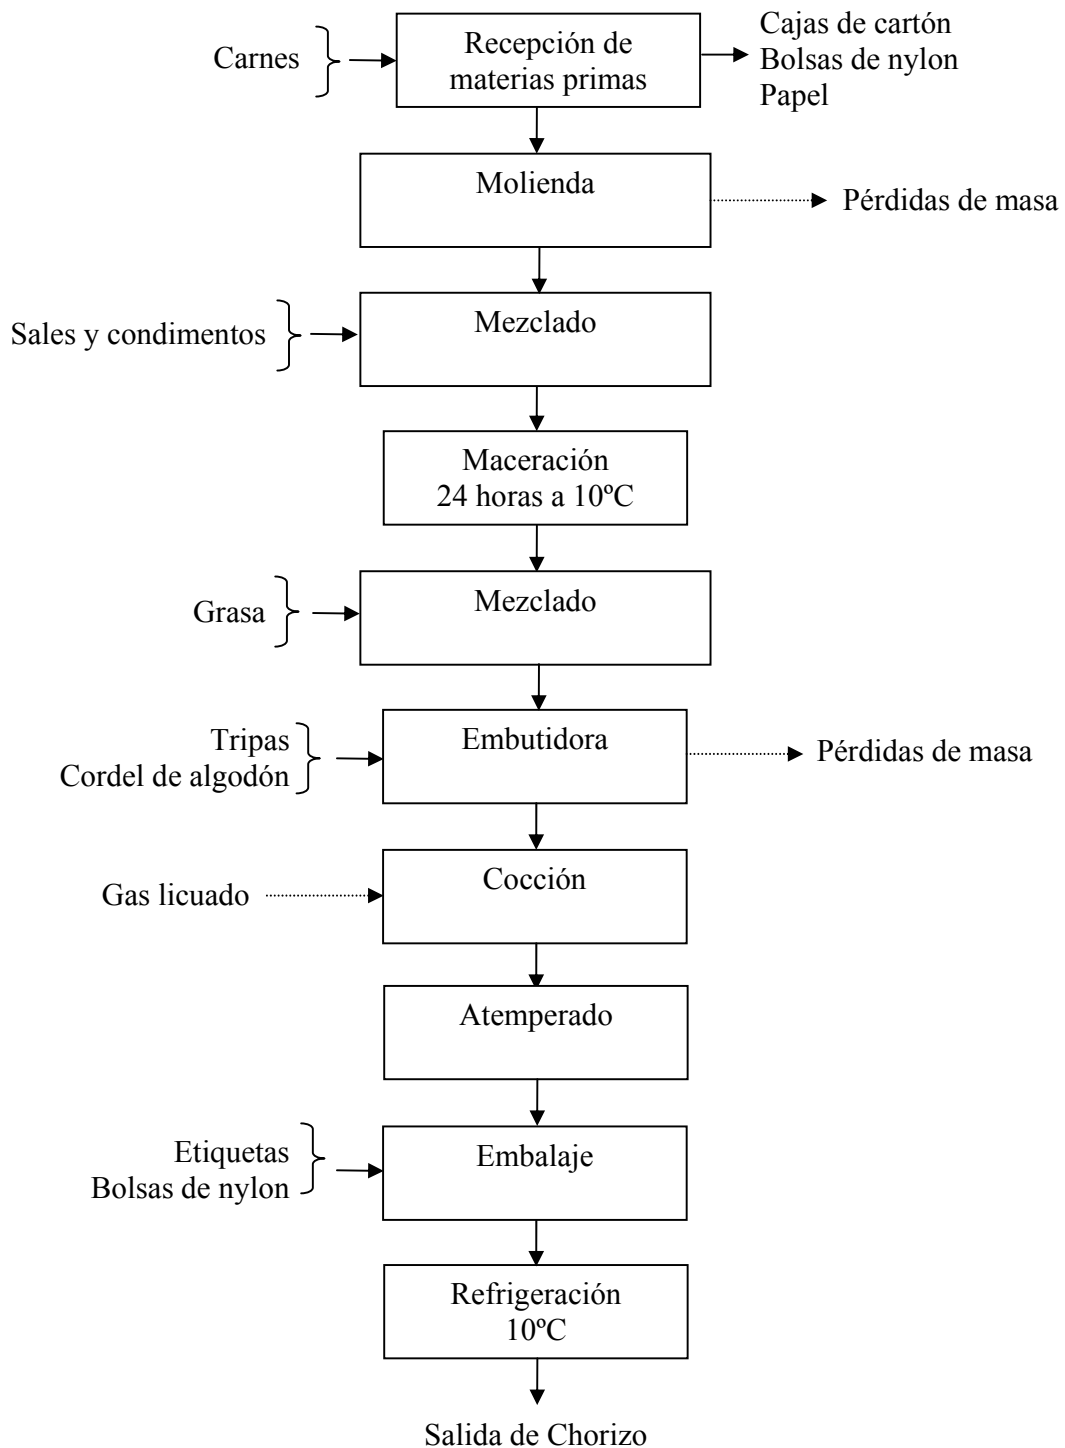 Carnes
Recepción de
materias primas
Cajas de cartón
Bolsas de nylon
Papel
Molienda
Pérdidas de masa
Sales y condimentos
Mezclado
Maceración
24 horas a 10ºC
Grasa
Mezclado
Tripas
Cordel de algodón
Embutidora
Pérdidas de masa
Gas licuado
Cocción
Atemperado
Etiquetas
Bolsas de nylon
Embalaje
Refrigeración
10ºC
Salida de Chorizo